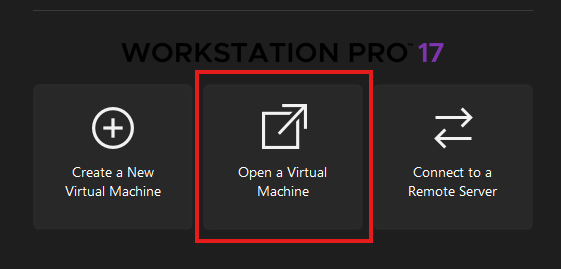 WORKSTATION PRO™ 17
Create a New
Virtual Machine
Open a Virtual
Machine
Connect to a
Remote Server